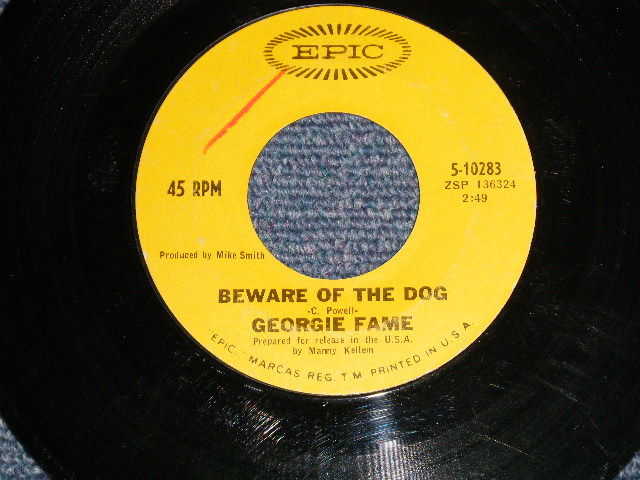 EPIC
45 RPM
5-10283
ZSP 136324
2:49
Produced by Mike Smith
BEWARE OF THE DOG
-C. Powell-
GEORGIE FAME
Prepared for release in the U.S.A.
by Manny Kellem
"EPIC," MARCAS REG. T.M. PRINTED IN U.S.A.